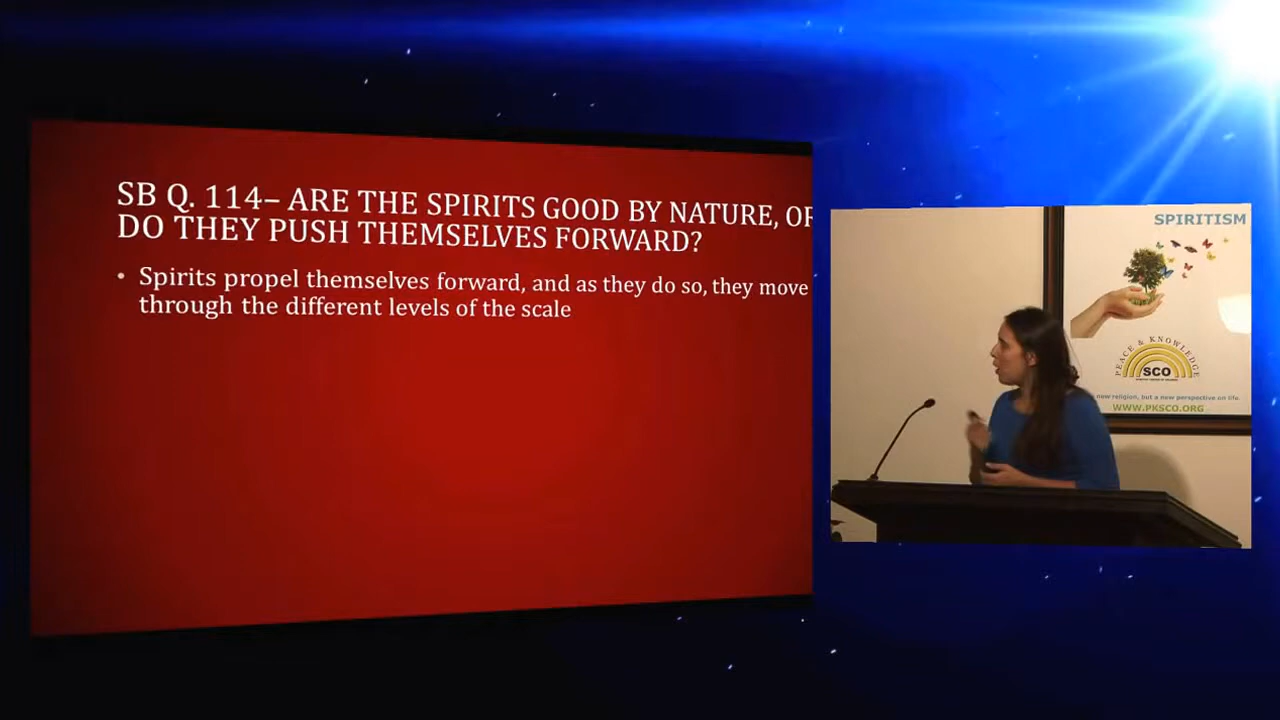 SB Q. 114– ARE THE SPIRITS GOOD BY NATURE, OR
DO THEY PUSH THEMSELVES FORWARD?
• Spirits propel themselves forward, and as they do so, they move
through the different levels of the scale
SPIRITISM
PEACE & KNOWLEDGE
SCO
new religion, but a new perspective on life.
WWW.PKSCO.ORG